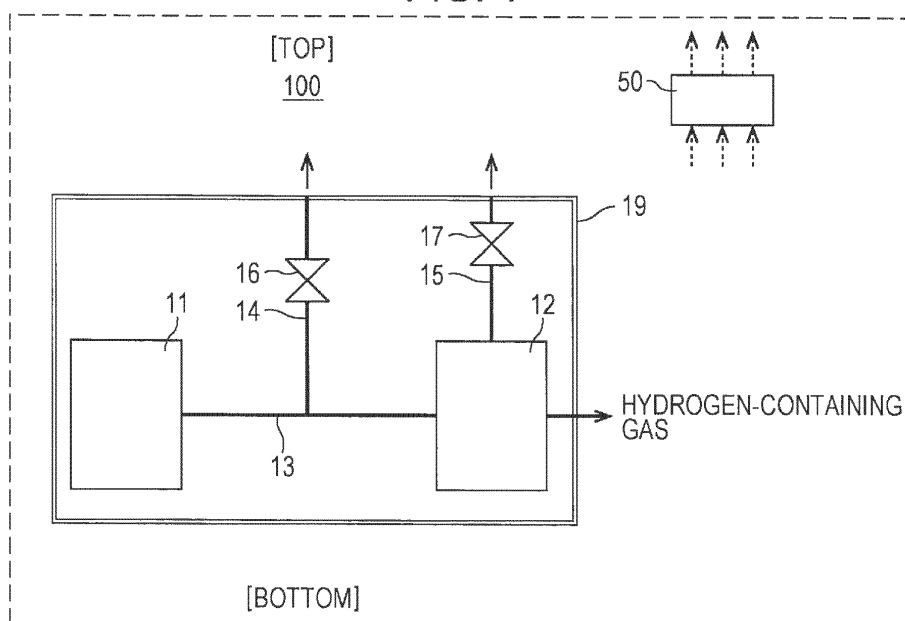 [TOP]
100
50
19
16
17
14
15
11
12
13
HYDROGEN-CONTAINING
GAS
[BOTTOM]